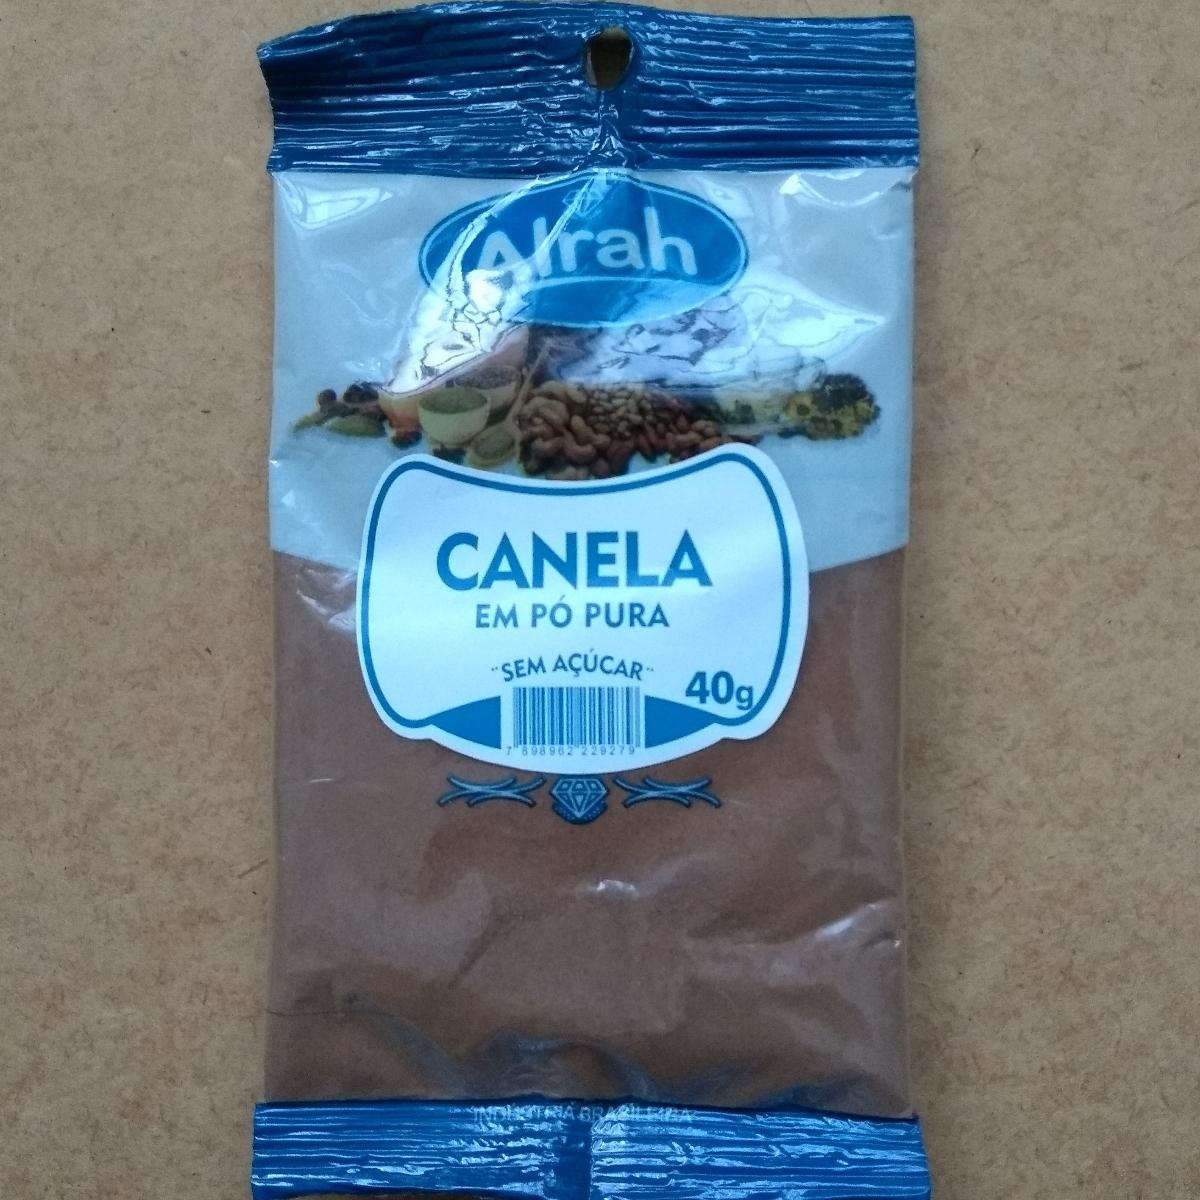 Alrah
CANELA
EM PÓ PURA
"SEM AÇÚCAR"
40g
7 898962 229279
INDÚSTRIA BRASILEIRA